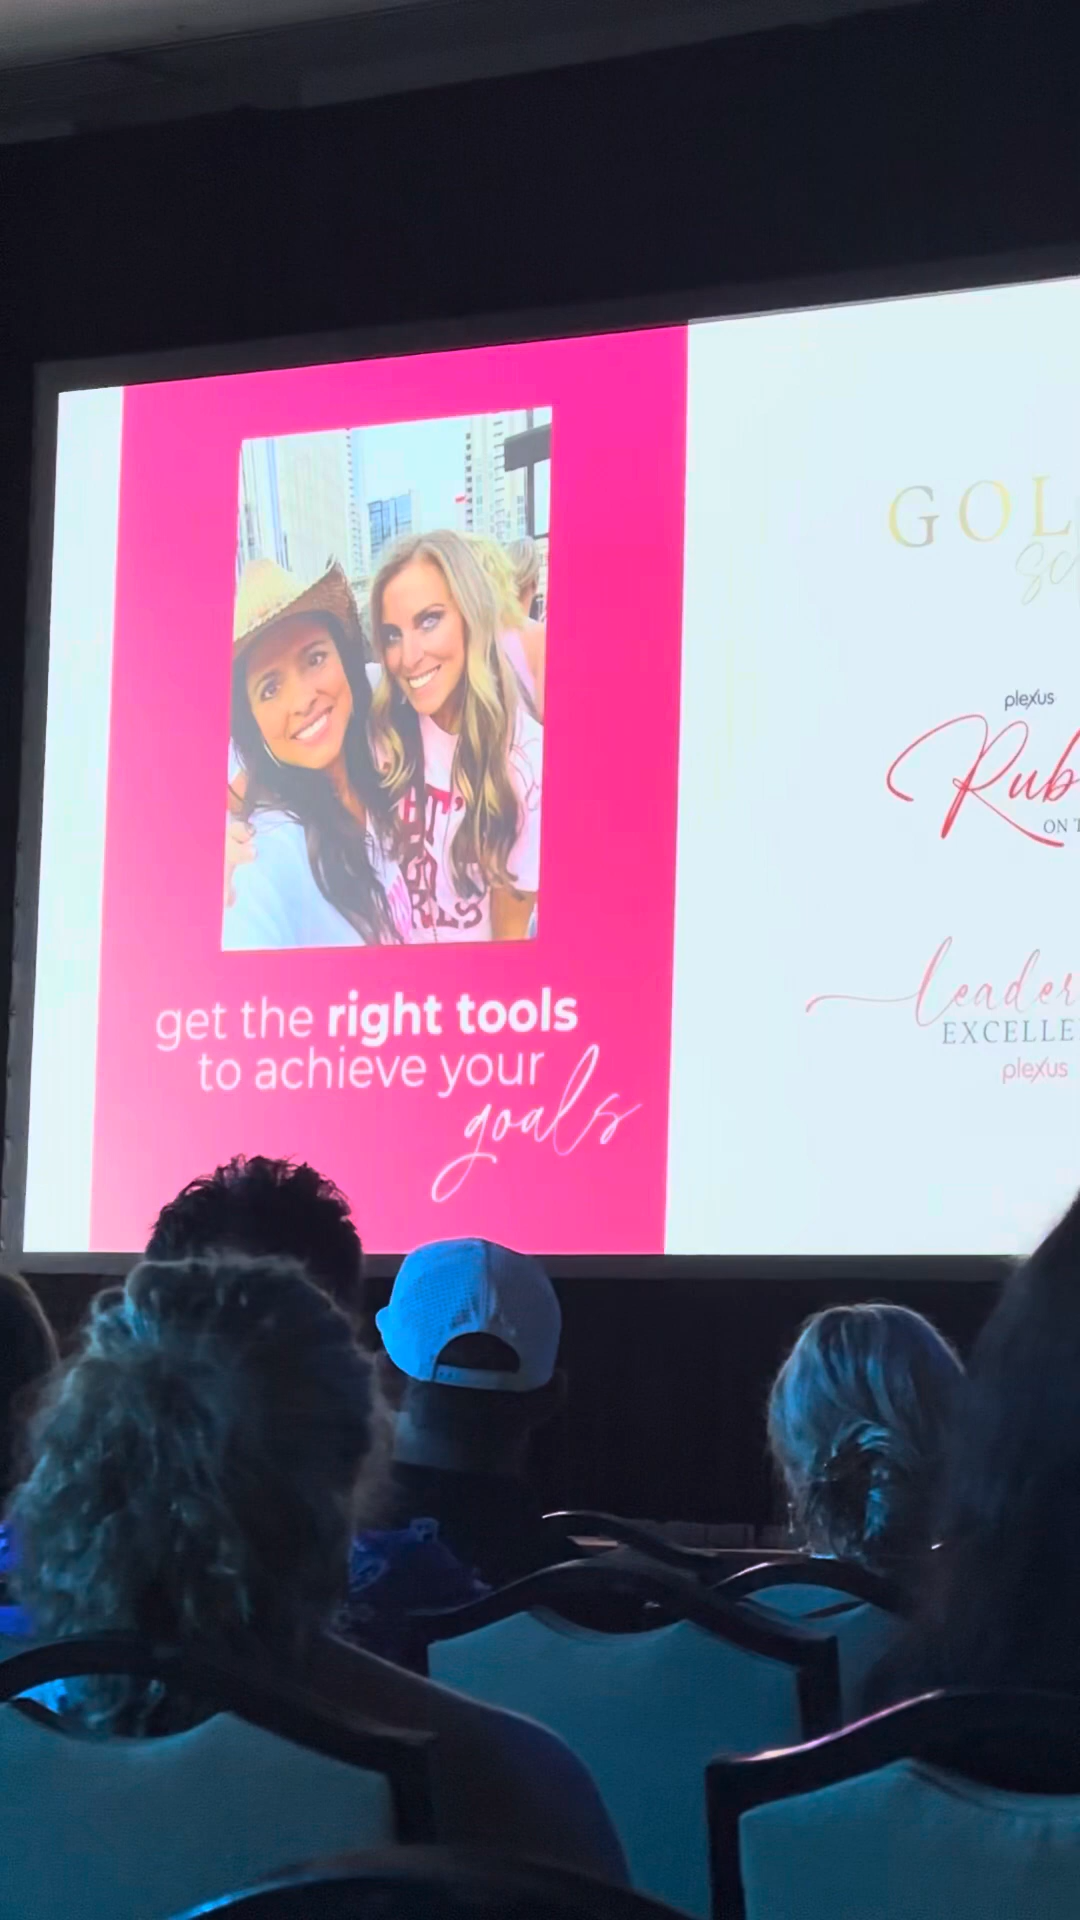 get the right tools
to achieve your
goals
GOL
plexus
Rub
ON T
leader
EXCELLE
plexus